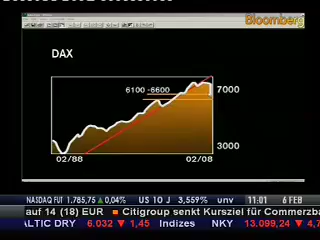 Bloomberg
DAX
6100 -6600
7000
3000
02/88
02/08
NASDAQ FUT 1.785,75 ▲ 0,04% US 10 J 3,559% unv 11:01 6 FEB
auf 14 (18) EUR ■ Citigroup senkt Kursziel für Commerzba
ALTIC DRY 6.032 ▼ 1,45 Indizes NKY 13.099,24 ▼ 4,7